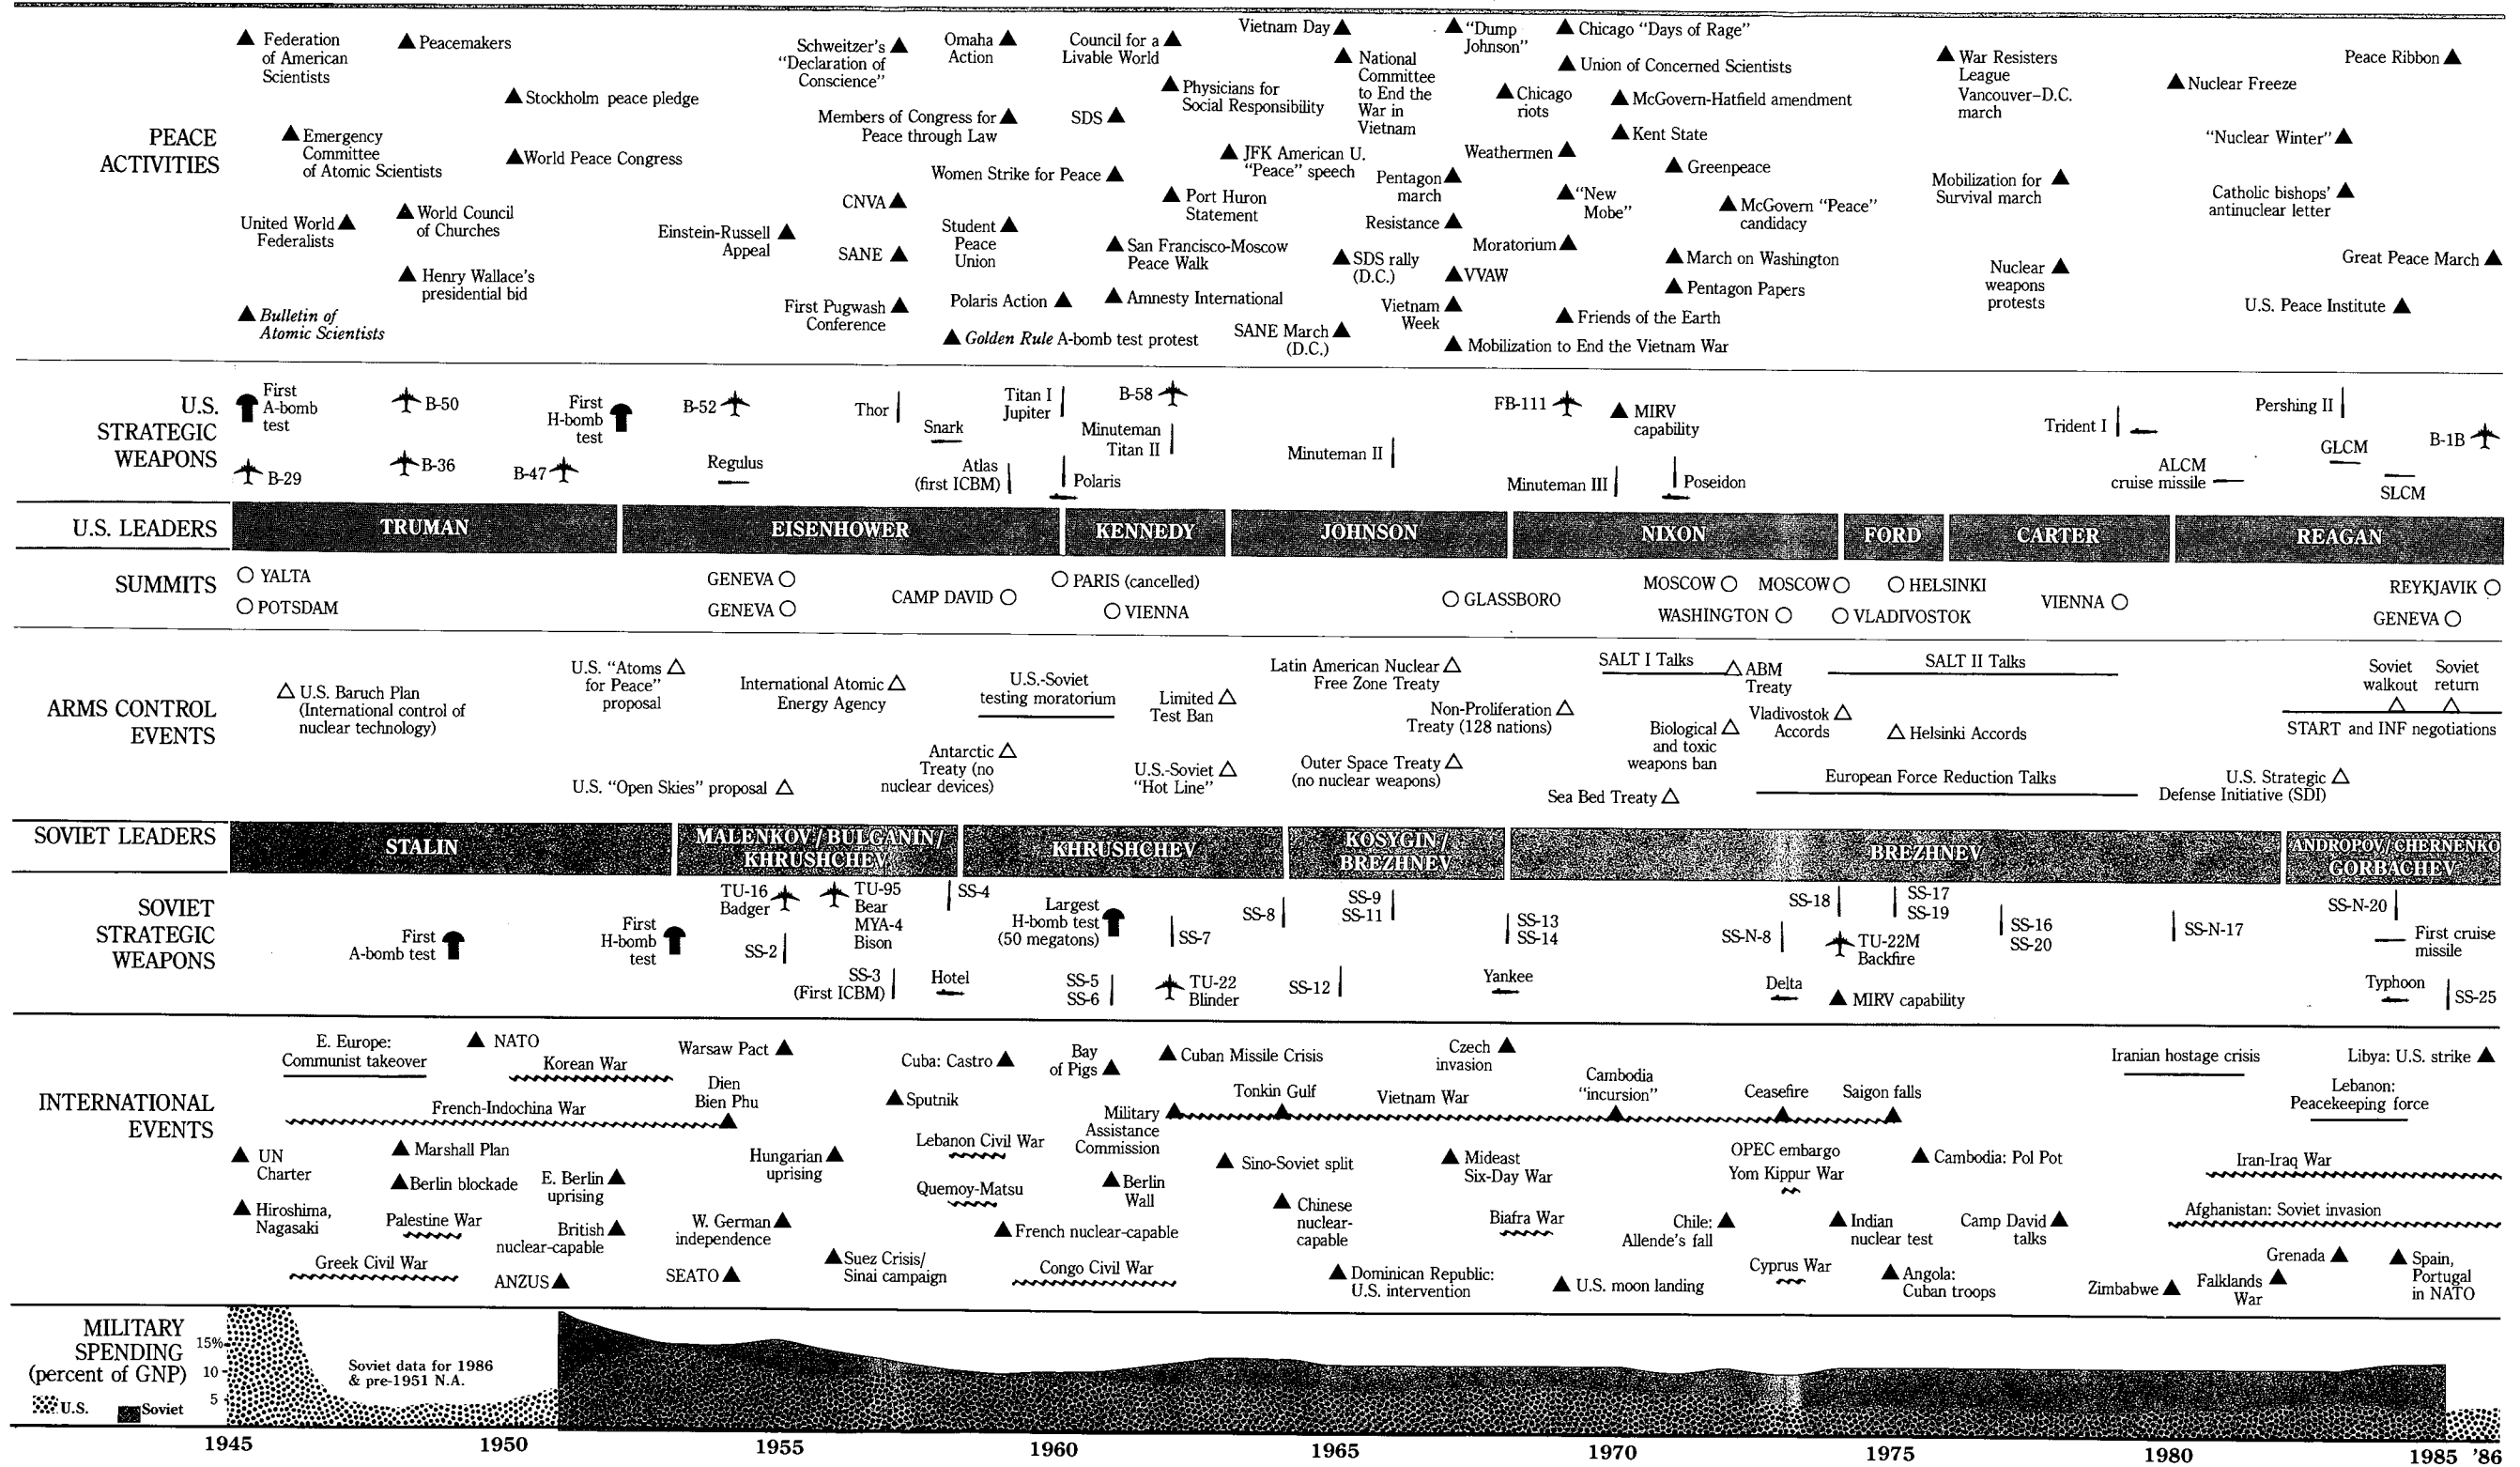 PEACE
ACTIVITIES
Federation
of American
Scientists
Peacemakers
Stockholm peace pledge
Emergency
Committee
of Atomic Scientists
World Peace Congress
United World
Federalists
World Council
of Churches
Henry Wallace's
presidential bid
Bulletin of
Atomic Scientists
Schweitzer's
"Declaration of
Conscience"
Omaha
Action
Council for a
Livable World
Physicians for
Social Responsibility
Members of Congress for
Peace through Law
SDS
JFK American U.
"Peace" speech
Women Strike for Peace
CNVA
Port Huron
Statement
Einstein-Russell
Appeal
Student
Peace
Union
SANE
San Francisco-Moscow
Peace Walk
First Pugwash
Conference
Polaris Action
Amnesty International
Golden Rule A-bomb test protest
Vietnam Day
National
Committee
to End the
War in
Vietnam
"Dump
Johnson"
Chicago
riots
Pentagon
march
Resistance
SDS rally
(D.C.)
VVAW
Vietnam
Week
SANE March
(D.C.)
Mobilization to End the Vietnam War
Chicago "Days of Rage"
Union of Concerned Scientists
McGovern-Hatfield amendment
Kent State
Weathermen
Greenpeace
"New
Mobe"
McGovern "Peace"
candidacy
Moratorium
March on Washington
Pentagon Papers
Friends of the Earth
War Resisters
League
Vancouver–D.C.
march
Mobilization for
Survival march
Nuclear
weapons
protests
Peace Ribbon
Nuclear Freeze
"Nuclear Winter"
Catholic bishops'
antinuclear letter
Great Peace March
U.S. Peace Institute
U.S.
STRATEGIC
WEAPONS
First
A-bomb
test
B-29
B-50
B-36
First
H-bomb
test
B-47
B-52
Regulus
Thor
Snark
Atlas
(first ICBM)
Titan I
Jupiter
Polaris
B-58
Minuteman
Titan II
Minuteman II
FB-111
MIRV
capability
Minuteman III
Poseidon
Trident I
ALCM
cruise missile
Pershing II
GLCM
SLCM
B-1B
U.S. LEADERS
TRUMAN
EISENHOWER
KENNEDY
JOHNSON
NIXON
FORD
CARTER
REAGAN
SUMMITS
YALTA
POTSDAM
GENEVA
GENEVA
CAMP DAVID
PARIS (cancelled)
VIENNA
GLASSBORO
MOSCOW
WASHINGTON
MOSCOW
VLADIVOSTOK
HELSINKI
VIENNA
REYKJAVIK
GENEVA
ARMS CONTROL
EVENTS
U.S. Baruch Plan
(International control of
nuclear technology)
U.S. "Atoms
for Peace"
proposal
U.S. "Open Skies" proposal
International Atomic
Energy Agency
Antarctic
Treaty (no
nuclear devices)
U.S.-Soviet
testing moratorium
Limited
Test Ban
U.S.-Soviet
"Hot Line"
Latin American Nuclear
Free Zone Treaty
Non-Proliferation
Treaty (128 nations)
Outer Space Treaty
(no nuclear weapons)
SALT I Talks
ABM
Treaty
Biological
and toxic
weapons ban
Sea Bed Treaty
SALT II Talks
Vladivostok
Accords
Helsinki Accords
European Force Reduction Talks
Soviet
walkout
Soviet
return
START and INF negotiations
U.S. Strategic
Defense Initiative (SDI)
SOVIET LEADERS
STALIN
MALENKOV/BULGANIN/
KHRUSHCHEV
KHRUSHCHEV
KOSYGIN/
BREZHNEV
BREZHNEV
ANDROPOV/CHERNENKO
GORBACHEV
SOVIET
STRATEGIC
WEAPONS
First
A-bomb test
First
H-bomb
test
TU-16
Badger
SS-2
TU-95
Bear
MYA-4
Bison
SS-3
(First ICBM)
SS-4
Hotel
Largest
H-bomb test
(50 megatons)
SS-5
SS-6
SS-7
TU-22
Blinder
SS-8
SS-12
SS-9
SS-11
SS-13
SS-14
Yankee
SS-N-8
Delta
SS-18
TU-22M
Backfire
MIRV capability
SS-17
SS-19
SS-16
SS-20
SS-N-17
SS-N-20
First cruise
missile
Typhoon
SS-25
INTERNATIONAL
EVENTS
E. Europe:
Communist takeover
NATO
Korean War
French-Indochina War
Warsaw Pact
Dien
Bien Phu
UN
Charter
Marshall Plan
Berlin blockade
E. Berlin
uprising
Hiroshima,
Nagasaki
Palestine War
British
nuclear-capable
Greek Civil War
ANZUS
Hungarian
uprising
W. German
independence
SEATO
Suez Crisis/
Sinai campaign
Cuba: Castro
Sputnik
Lebanon Civil War
Quemoy-Matsu
French nuclear-capable
Congo Civil War
Bay
of Pigs
Cuban Missile Crisis
Military
Assistance
Commission
Tonkin Gulf
Vietnam War
Berlin
Wall
Sino-Soviet split
Chinese
nuclear-
capable
Dominican Republic:
U.S. intervention
Czech
invasion
Mideast
Six-Day War
Biafra War
U.S. moon landing
Cambodia
"incursion"
Ceasefire
Saigon falls
OPEC embargo
Yom Kippur War
Chile:
Allende's fall
Cyprus War
Cambodia: Pol Pot
Indian
nuclear test
Angola:
Cuban troops
Camp David
talks
Zimbabwe
Iranian hostage crisis
Libya: U.S. strike
Lebanon:
Peacekeeping force
Iran-Iraq War
Afghanistan: Soviet invasion
Grenada
Falklands
War
Spain,
Portugal
in NATO
MILITARY
SPENDING
(percent of GNP)
U.S.
Soviet
15%
10
5
Soviet data for 1986
& pre-1951 N.A.
1945
1950
1955
1960
1965
1970
1975
1980
1985
'86